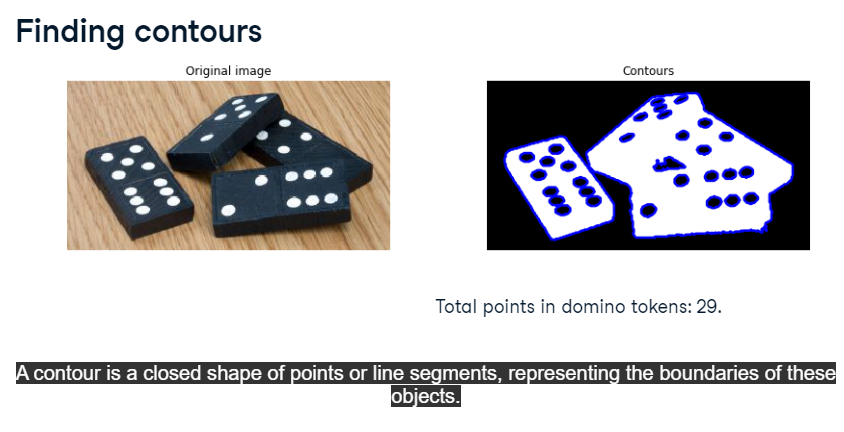 Finding contours
Original image
Contours
Total points in domino tokens: 29.
A contour is a closed shape of points or line segments, representing the boundaries of these
objects.